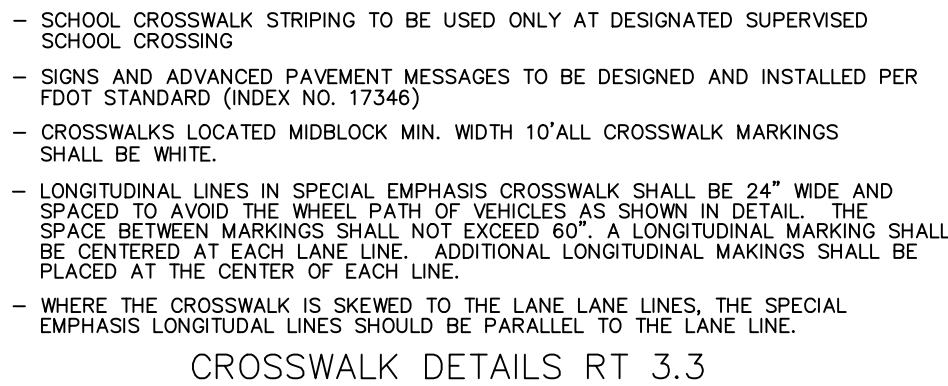 – SCHOOL CROSSWALK STRIPING TO BE USED ONLY AT DESIGNATED SUPERVISED
SCHOOL CROSSING
– SIGNS AND ADVANCED PAVEMENT MESSAGES TO BE DESIGNED AND INSTALLED PER
FDOT STANDARD (INDEX NO. 17346)
– CROSSWALKS LOCATED MIDBLOCK MIN. WIDTH 10'ALL CROSSWALK MARKINGS
SHALL BE WHITE.
– LONGITUDINAL LINES IN SPECIAL EMPHASIS CROSSWALK SHALL BE 24" WIDE AND
SPACED TO AVOID THE WHEEL PATH OF VEHICLES AS SHOWN IN DETAIL. THE
SPACE BETWEEN MARKINGS SHALL NOT EXCEED 60". A LONGITUDINAL MARKING SHALL
BE CENTERED AT EACH LANE LINE. ADDITIONAL LONGITUDINAL MAKINGS SHALL BE
PLACED AT THE CENTER OF EACH LINE.
– WHERE THE CROSSWALK IS SKEWED TO THE LANE LANE LINES, THE SPECIAL
EMPHASIS LONGITUDAL LINES SHOULD BE PARALLEL TO THE LANE LINE.
CROSSWALK DETAILS RT 3.3